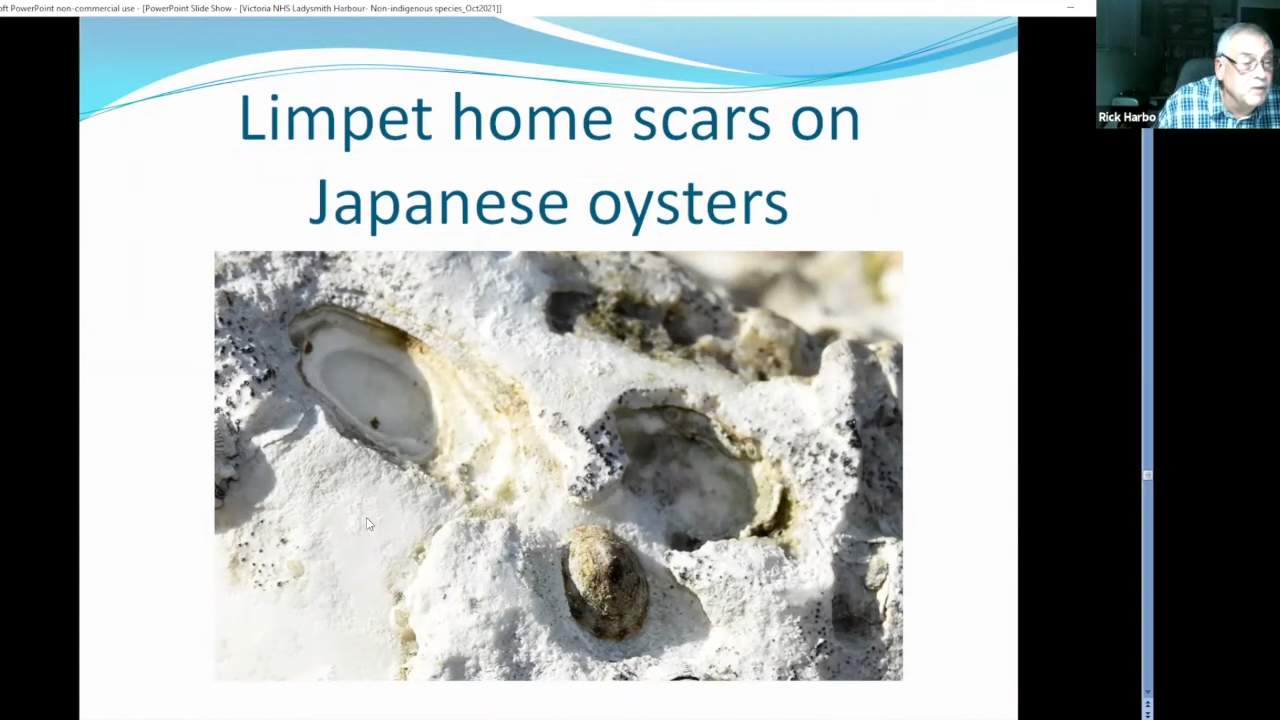 oft PowerPoint non-commercial use - [PowerPoint Slide Show - [Victoria NHS Ladysmith Harbour- Non-indigenous species_Oct2021]]
Rick Harbo
Limpet home scars on
Japanese oysters